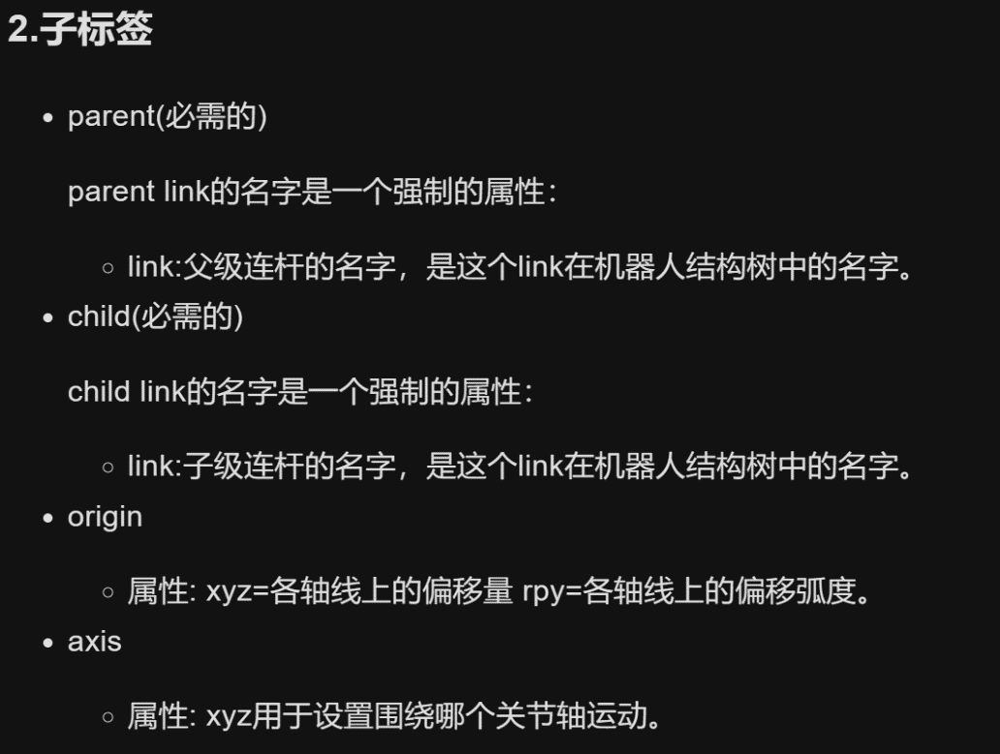 2.子标签
parent(必需的)
parent link的名字是一个强制的属性：
link:父级连杆的名字，是这个link在机器人结构树中的名字。
child(必需的)
child link的名字是一个强制的属性：
link:子级连杆的名字，是这个link在机器人结构树中的名字。
origin
属性: xyz=各轴线上的偏移量 rpy=各轴线上的偏移弧度。
axis
属性: xyz用于设置围绕哪个关节轴运动。